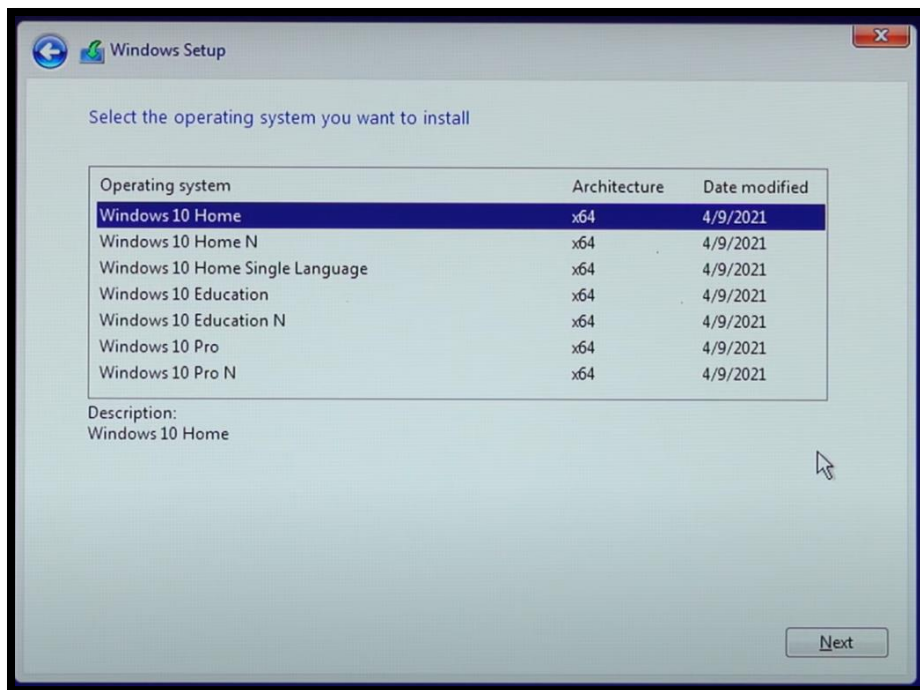 Windows Setup
Select the operating system you want to install
Operating system Architecture Date modified
Windows 10 Home x64 4/9/2021
Windows 10 Home N x64 4/9/2021
Windows 10 Home Single Language x64 4/9/2021
Windows 10 Education x64 4/9/2021
Windows 10 Education N x64 4/9/2021
Windows 10 Pro x64 4/9/2021
Windows 10 Pro N x64 4/9/2021
Description:
Windows 10 Home
Next